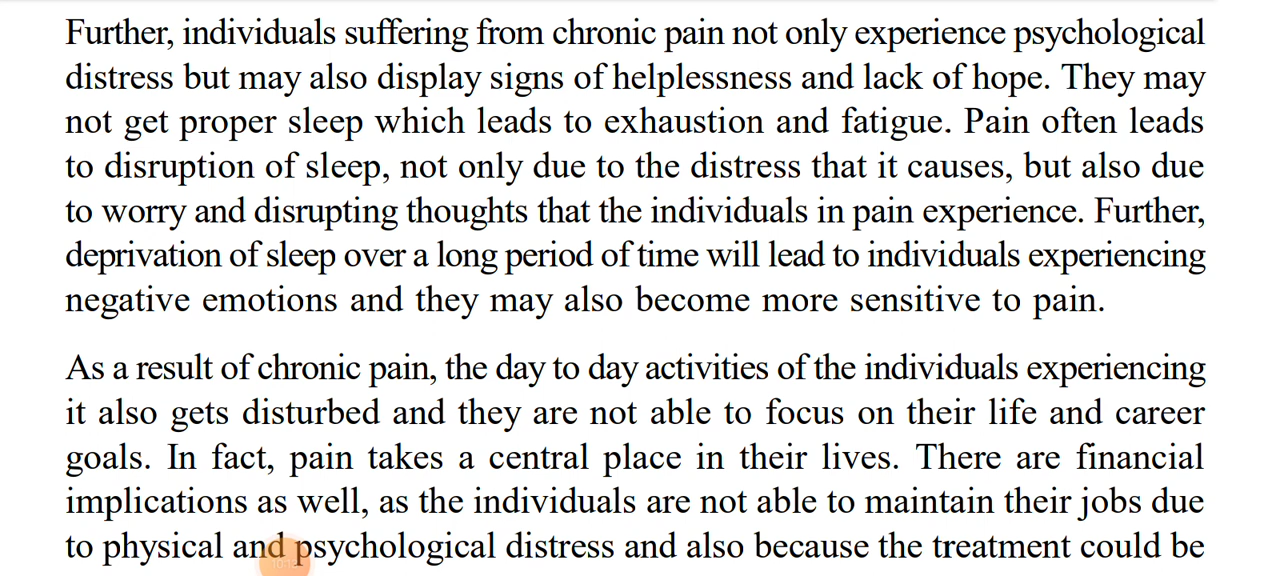 Further, individuals suffering from chronic pain not only experience psychological
distress but may also display signs of helplessness and lack of hope. They may
not get proper sleep which leads to exhaustion and fatigue. Pain often leads
to disruption of sleep, not only due to the distress that it causes, but also due
to worry and disrupting thoughts that the individuals in pain experience. Further,
deprivation of sleep over a long period of time will lead to individuals experiencing
negative emotions and they may also become more sensitive to pain.
As a result of chronic pain, the day to day activities of the individuals experiencing
it also gets disturbed and they are not able to focus on their life and career
goals. In fact, pain takes a central place in their lives. There are financial
implications as well, as the individuals are not able to maintain their jobs due
to physical and psychological distress and also because the treatment could be